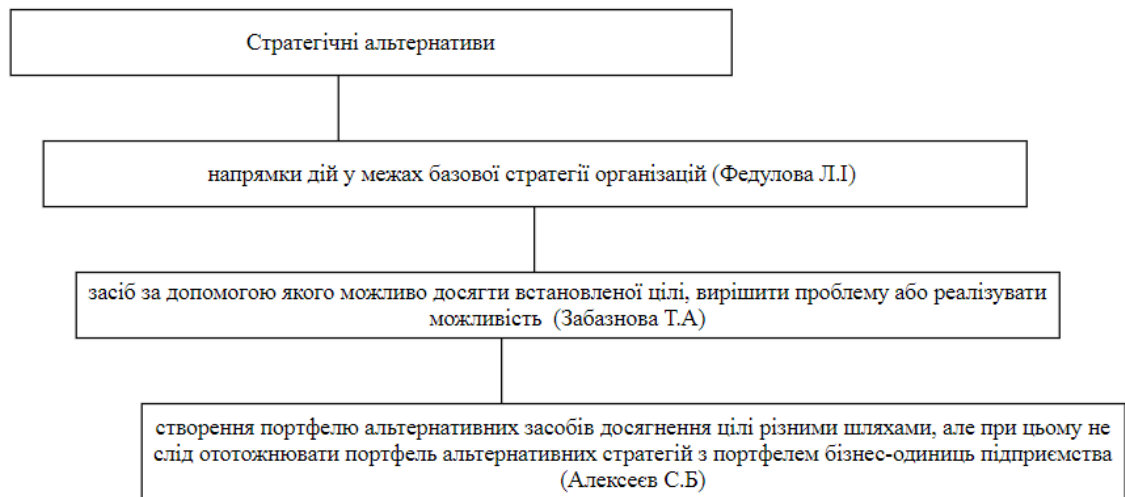 Стратегічні альтернативи
напрямки дій у межах базової стратегії організацій (Федулова Л.І)
засіб за допомогою якого можливо досягти встановленої цілі, вирішити проблему або реалізувати
можливість (Забазнова Т.А)
створення портфелю альтернативних засобів досягнення цілі різними шляхами, але при цьому не
слід ототожнювати портфель альтернативних стратегій з портфелем бізнес-одиниць підприємства
(Алексеєв С.Б)